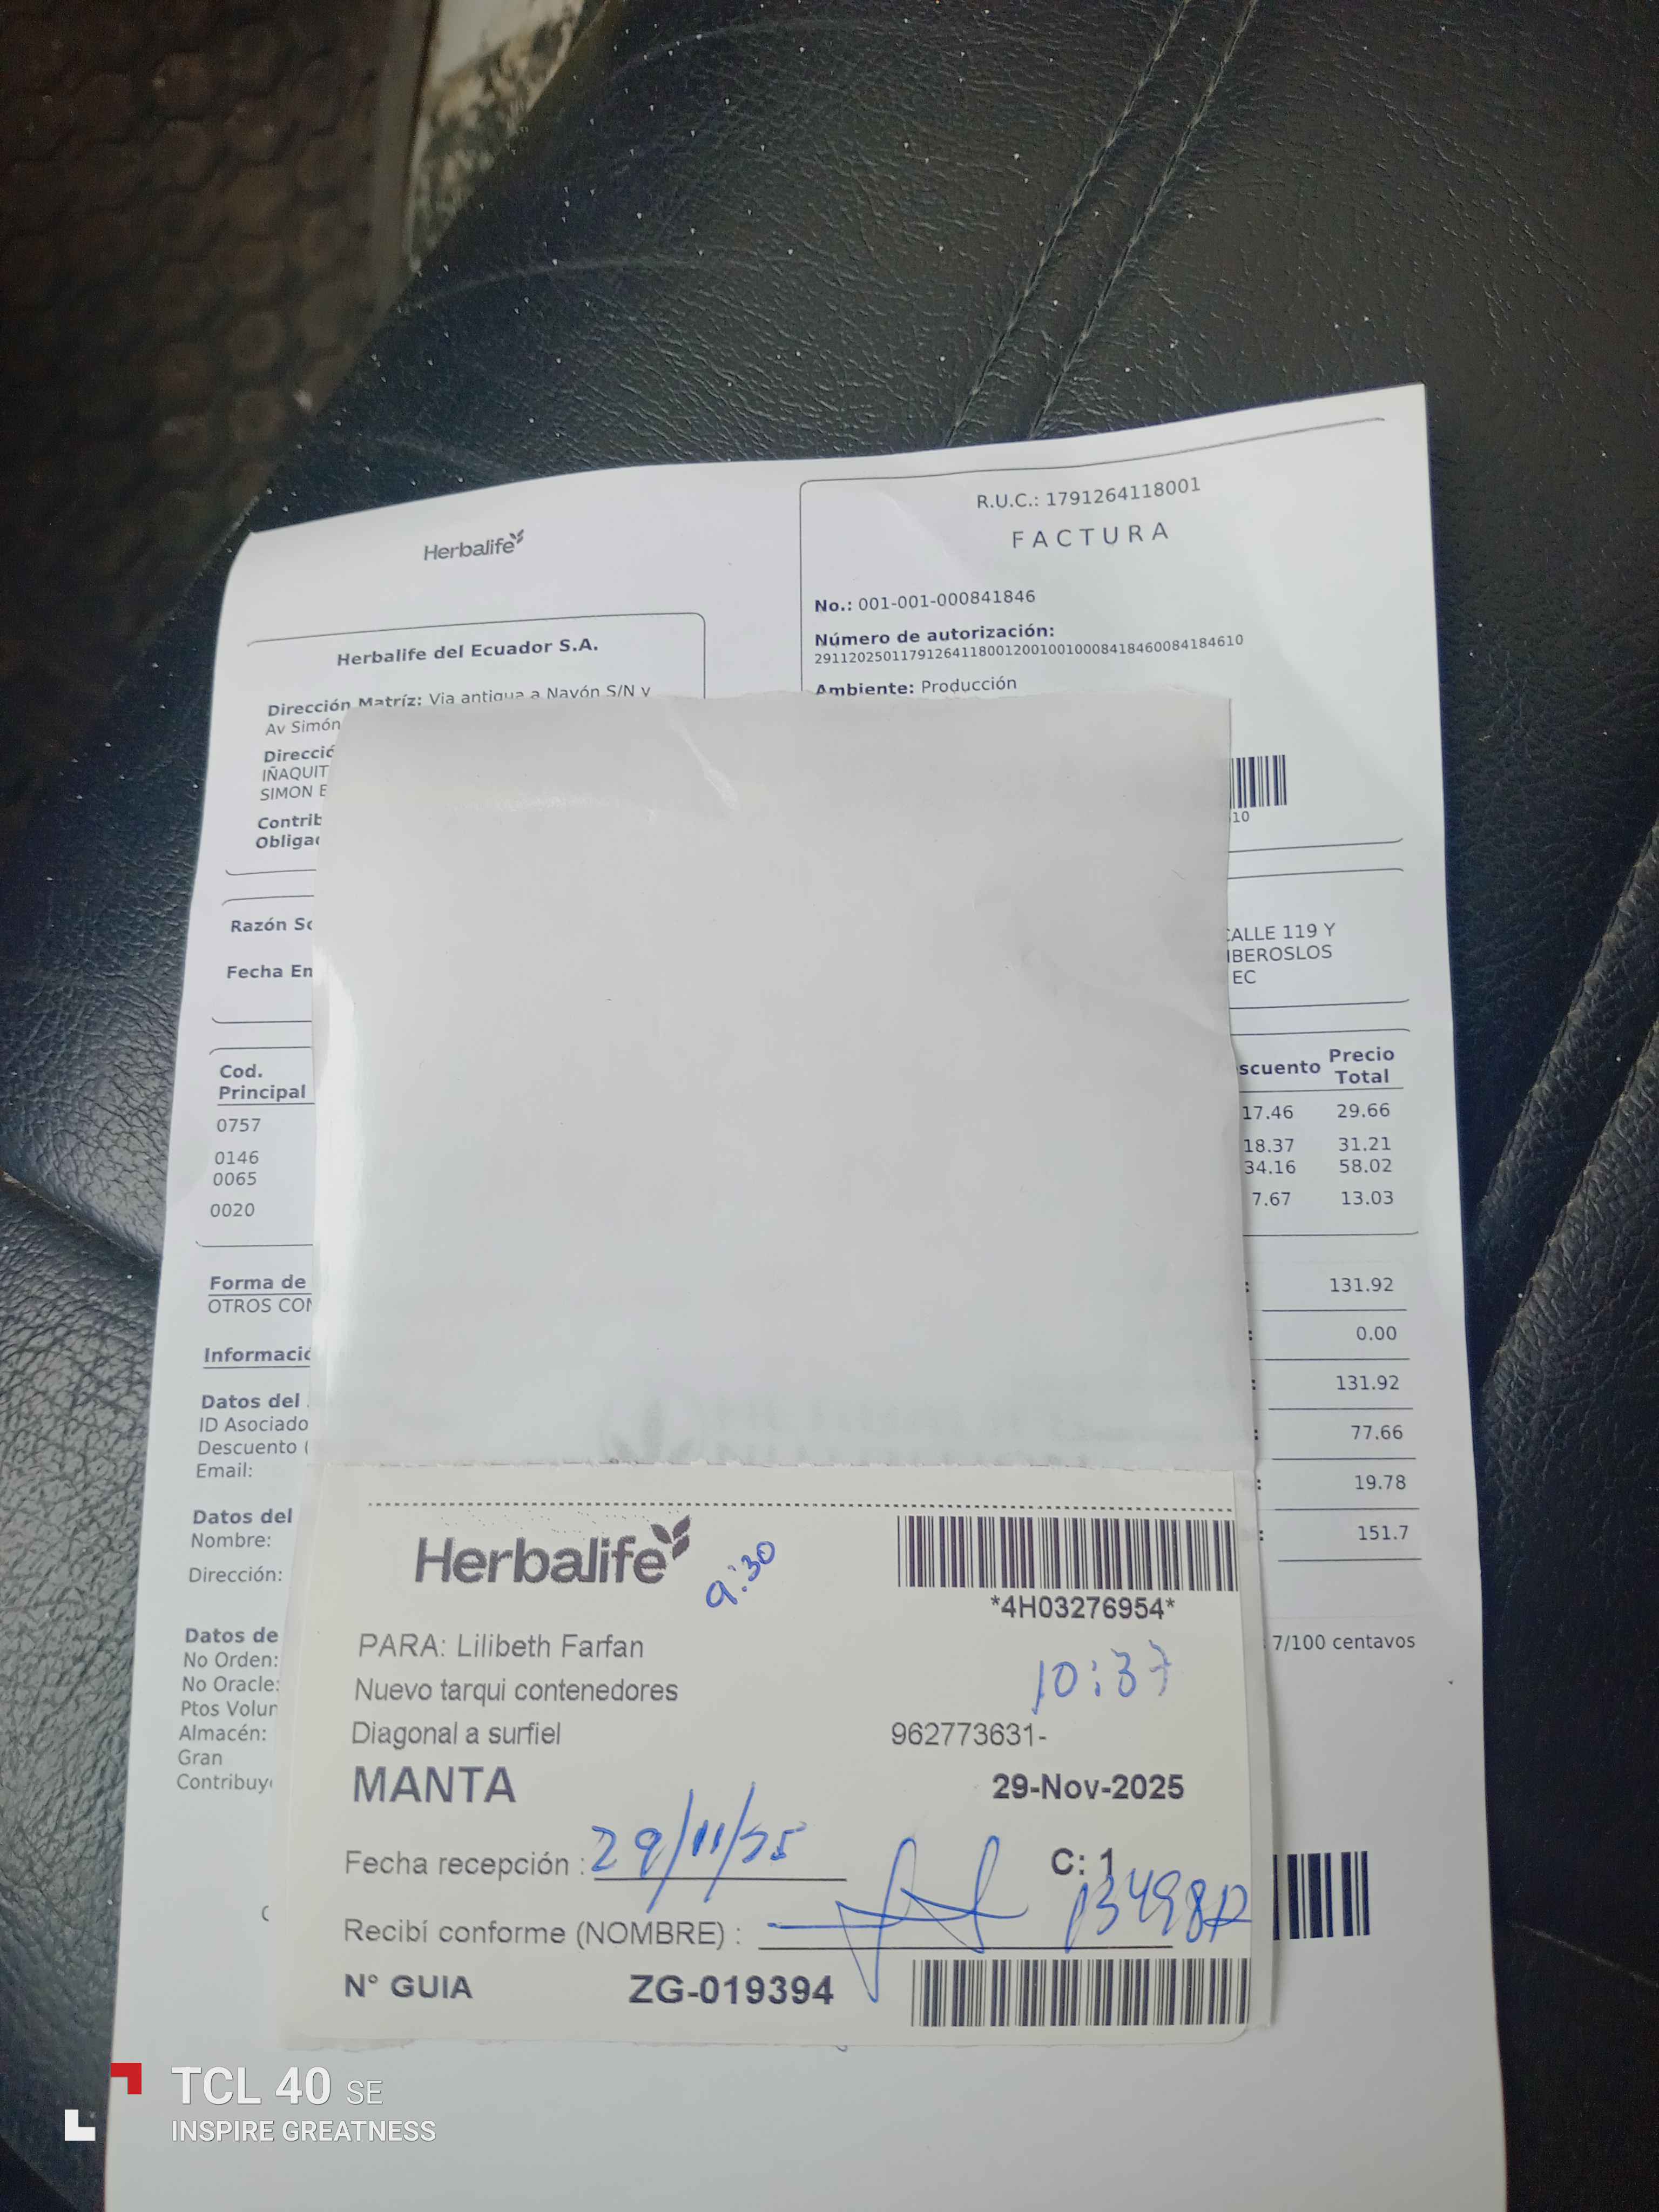 Herbalife
R.U.C.: 1791264118001
FACTURA
No.: 001-001-000841846
Número de autorización:
2911202501179126411800120010010008418460084184610
Ambiente: Producción
10
Herbalife del Ecuador S.A.
Dirección Matríz: Via antigua a Nayón S/N y
Av Simón
Direcció
IÑAQUIT
SIMON B
Contrib
Obligad
Razón So
Fecha En
CALLE 119 Y
IBEROSLOS
EC
Cod. Principal
scuento Precio Total
0757 17.46 29.66
0146 18.37 31.21
0065 34.16 58.02
0020 7.67 13.03
Forma de
OTROS CON
: 131.92
: 0.00
: 131.92
: 77.66
: 19.78
: 151.7
7/100 centavos
Informació
Datos del
ID Asociado
Descuento (
Email:
Datos del
Nombre:
Dirección:
Datos de
No Orden:
No Oracle:
Ptos Volun
Almacén:
Gran
Contribuye
Herbalife
9:30
*4H03276954*
PARA: Lilibeth Farfan
10:37
Nuevo tarqui contenedores
Diagonal a surfiel
962773631-
MANTA
29-Nov-2025
Fecha recepción : 29/11/25
C: 1
Recibí conforme (NOMBRE) :
N° GUIA ZG-019394
TCL 40 SE
INSPIRE GREATNESS